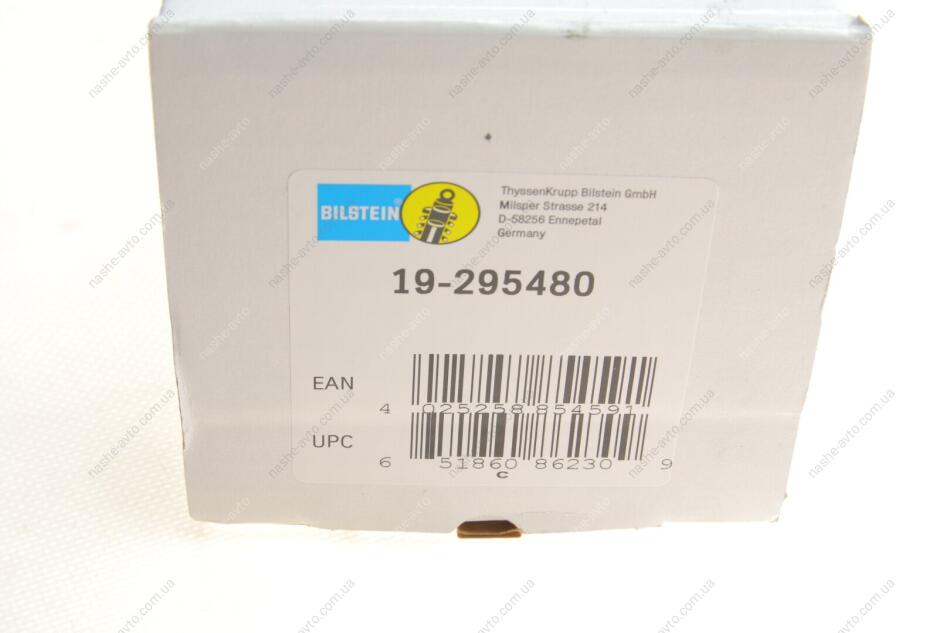 BILSTEIN
ThyssenKrupp Bilstein GmbH
Milsper Strasse 214
D-58256 Ennepetal
Germany
19-295480
EAN
4 025258 854591
UPC
6 51860 86230 9
C
nashe-avto.com.ua